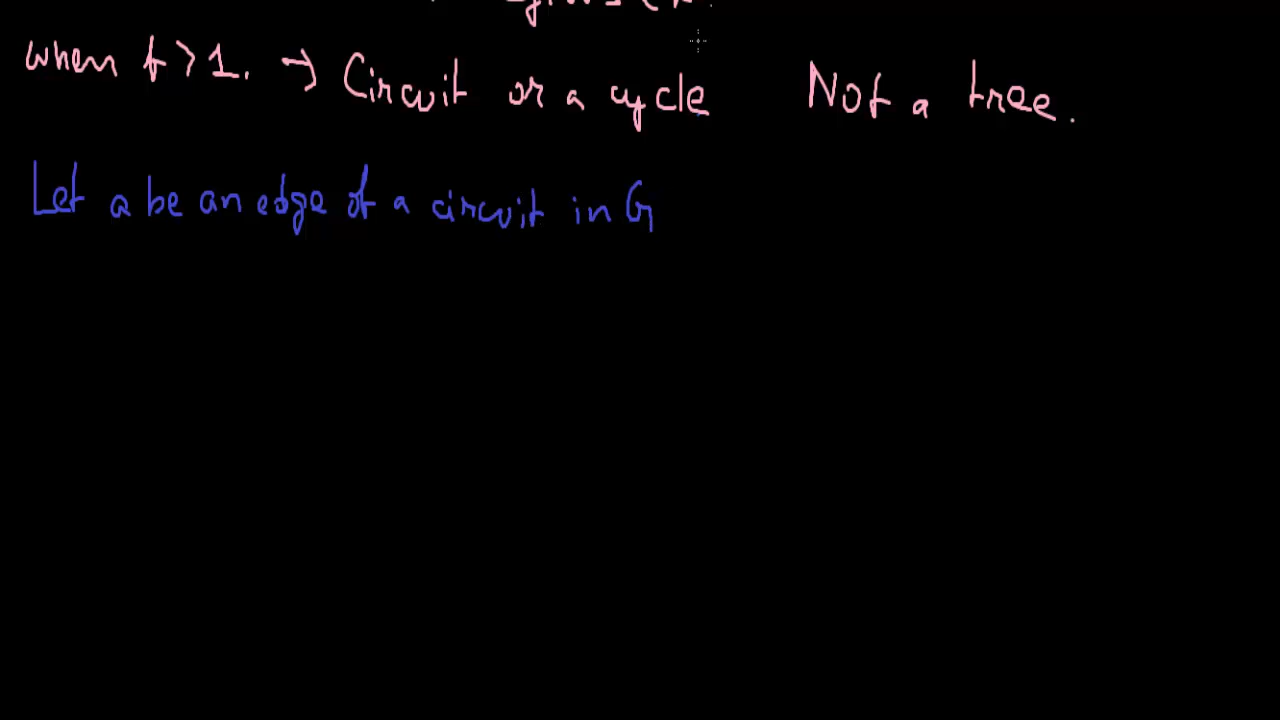 when f > 1. → Circuit or a cycle Not a tree.
Let a be an edge of a circuit in G